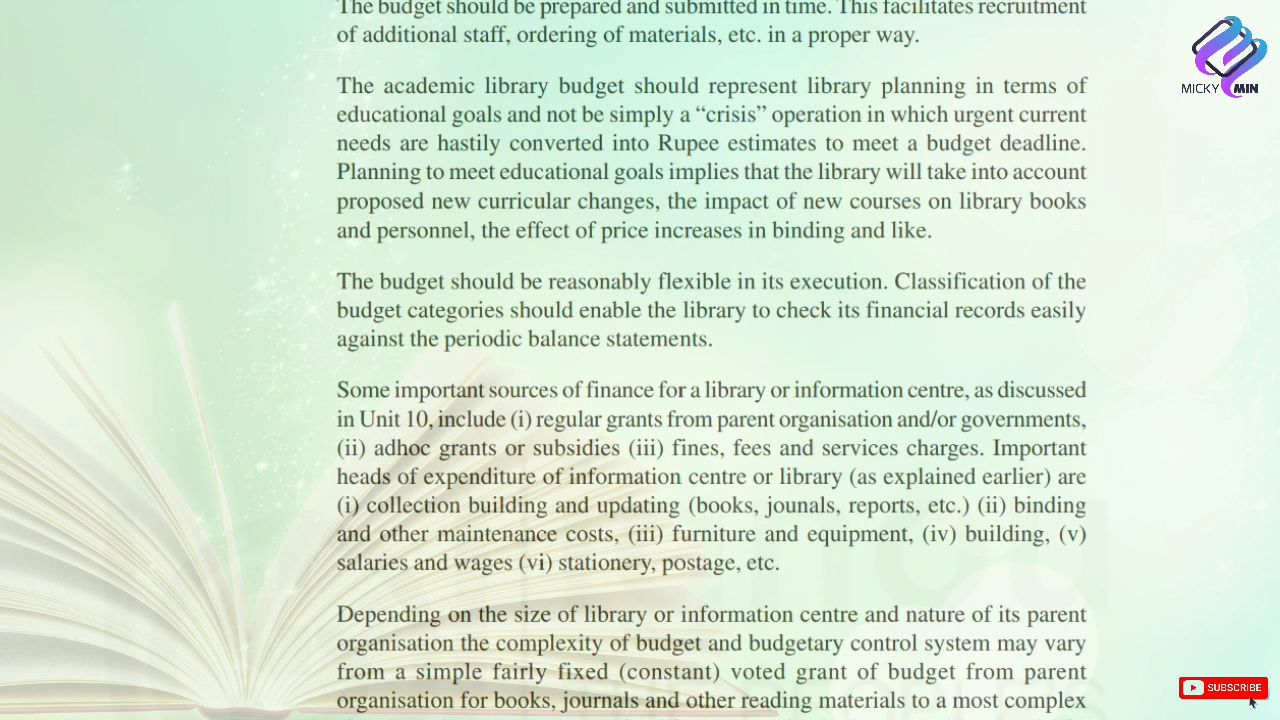 The budget should be prepared and submitted in time. This facilitates recruitment
of additional staff, ordering of materials, etc. in a proper way.
The academic library budget should represent library planning in terms of
educational goals and not be simply a “crisis” operation in which urgent current
needs are hastily converted into Rupee estimates to meet a budget deadline.
Planning to meet educational goals implies that the library will take into account
proposed new curricular changes, the impact of new courses on library books
and personnel, the effect of price increases in binding and like.
The budget should be reasonably flexible in its execution. Classification of the
budget categories should enable the library to check its financial records easily
against the periodic balance statements.
Some important sources of finance for a library or information centre, as discussed
in Unit 10, include (i) regular grants from parent organisation and/or governments,
(ii) adhoc grants or subsidies (iii) fines, fees and services charges. Important
heads of expenditure of information centre or library (as explained earlier) are
(i) collection building and updating (books, jounals, reports, etc.) (ii) binding
and other maintenance costs, (iii) furniture and equipment, (iv) building, (v)
salaries and wages (vi) stationery, postage, etc.
Depending on the size of library or information centre and nature of its parent
organisation the complexity of budget and budgetary control system may vary
from a simple fairly fixed (constant) voted grant of budget from parent
organisation for books, journals and other reading materials to a most complex
MICKY MIN
SUBSCRIBE